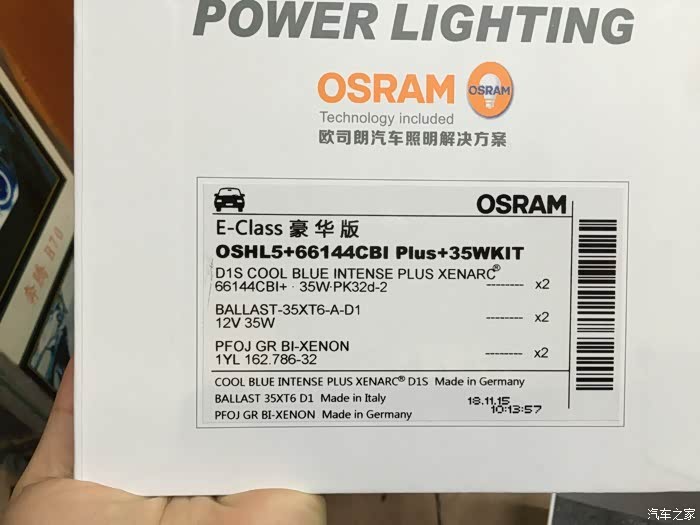 POWER LIGHTING
OSRAM OSRAM
Technology included
欧司朗汽车照明解决方案
OSRAM
E-Class 豪华版
OSHL5+66144CBI Plus+35WKIT
D1S COOL BLUE INTENSE PLUS XENARC®
66144CBI+ · 35W·PK32d-2 -------- x2
BALLAST-35XT6-A-D1
12V 35W -------- x2
PFOJ GR BI-XENON
1YL 162.786-32 -------- x2
COOL BLUE INTENSE PLUS XENARC® D1S Made in Germany
BALLAST 35XT6 D1 Made in Italy
18.11.15
10:13:57
PFOJ GR BI-XENON Made in Germany
奔腾 B70
汽车之家